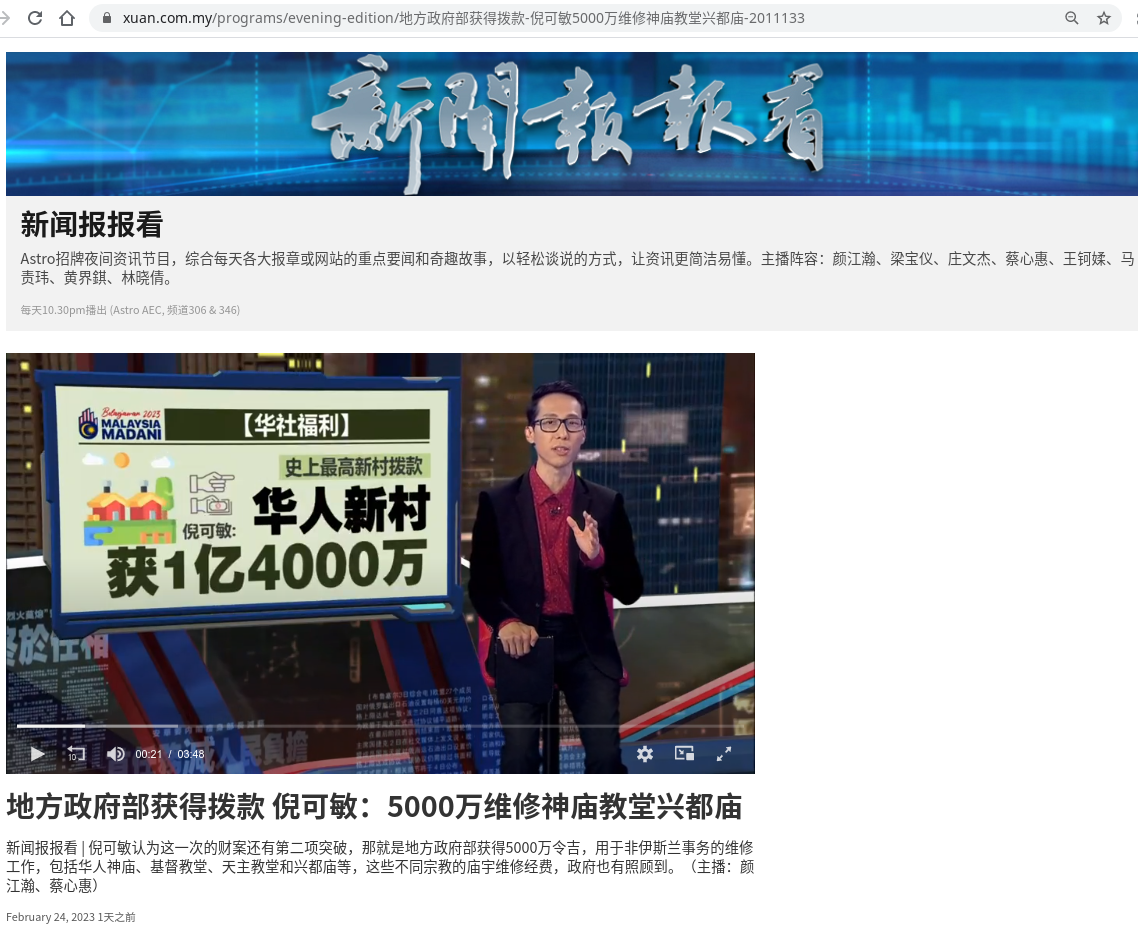 xuan.com.my/programs/evening-edition/地方政府部获得拨款-倪可敏5000万维修神庙教堂兴都庙-2011133
新聞報報看
新闻报报看
Astro招牌夜间资讯节目，综合每天各大报章或网站的重点要闻和奇趣故事，以轻松谈说的方式，让资讯更简洁易懂。主播阵容：颜江瀚、梁宝仪、庄文杰、蔡心惠、王钶媃、马
责玮、黄界錤、林晓倩。
每天10.30pm播出 (Astro AEC, 频道306 & 346)
Belanjawan 2023
MALAYSIA
MADANI
【华社福利】
史上最高新村拨款
倪可敏:
华人新村
获1亿4000万
10
00:21 / 03:48
地方政府部获得拨款 倪可敏：5000万维修神庙教堂兴都庙
新闻报报看 | 倪可敏认为这一次的财案还有第二项突破，那就是地方政府部获得5000万令吉，用于非伊斯兰事务的维修
工作，包括华人神庙、基督教堂、天主教堂和兴都庙等，这些不同宗教的庙宇维修经费，政府也有照顾到。（主播：颜
江瀚、蔡心惠）
February 24, 2023 1天之前